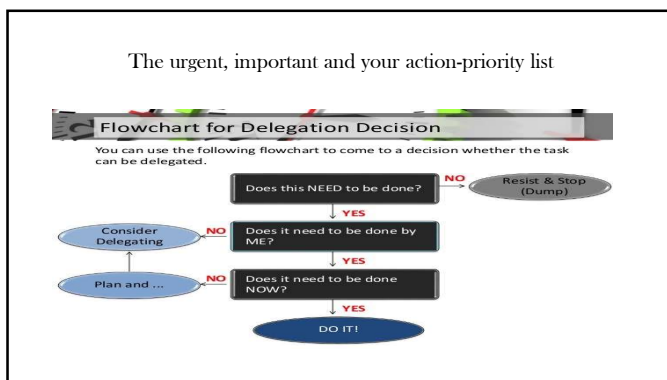 The urgent, important and your action-priority list
Flowchart for Delegation Decision
You can use the following flowchart to come to a decision whether the task
can be delegated.
Does this NEED to be done?
NO
Resist & Stop
(Dump)
YES
Consider
Delegating
NO
Does it need to be done by
ME?
YES
Plan and ...
NO
Does it need to be done
NOW?
YES
DO IT!